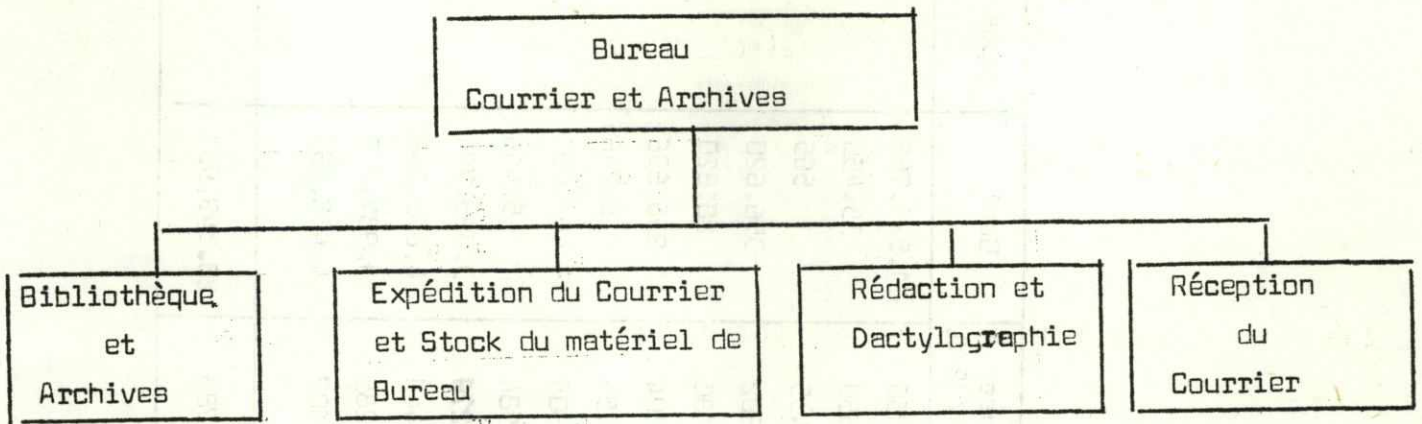 Bureau
Courrier et Archives
Bibliothèque
et
Archives
Expédition du Courrier
et Stock du matériel de
Bureau
Rédaction et
Dactylographie
Réception
du
Courrier